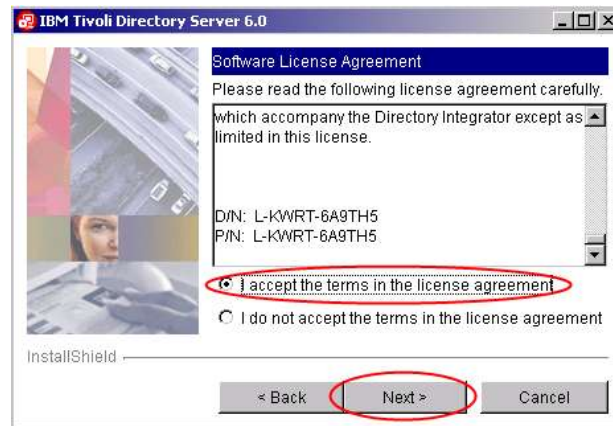 IBM Tivoli Directory Server 6.0
Software License Agreement
Please read the following license agreement carefully.
which accompany the Directory Integrator except as
limited in this license.
D/N: L-KWRT-6A9TH5
P/N: L-KWRT-6A9TH5
I accept the terms in the license agreement
I do not accept the terms in the license agreement
InstallShield
< Back Next > Cancel